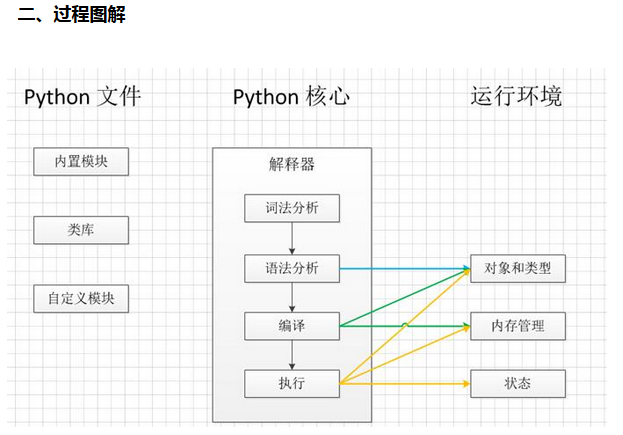 二、过程图解
Python 文件
Python 核心
运行环境
内置模块
类库
自定义模块
解释器
词法分析
语法分析
编译
执行
对象和类型
内存管理
状态